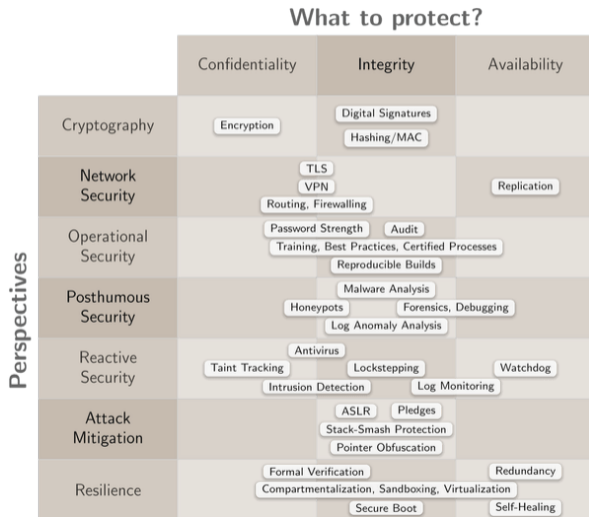 What to protect?
Confidentiality Integrity Availability
Perspectives
Cryptography
Encryption
Digital Signatures
Hashing/MAC
Network
Security
TLS
VPN
Routing, Firewalling
Replication
Operational
Security
Password Strength
Audit
Training, Best Practices, Certified Processes
Reproducible Builds
Posthumous
Security
Malware Analysis
Honeypots
Forensics, Debugging
Log Anomaly Analysis
Reactive
Security
Antivirus
Taint Tracking
Lockstepping
Watchdog
Intrusion Detection
Log Monitoring
Attack
Mitigation
ASLR
Pledges
Stack-Smash Protection
Pointer Obfuscation
Resilience
Formal Verification
Redundancy
Compartmentalization, Sandboxing, Virtualization
Secure Boot
Self-Healing